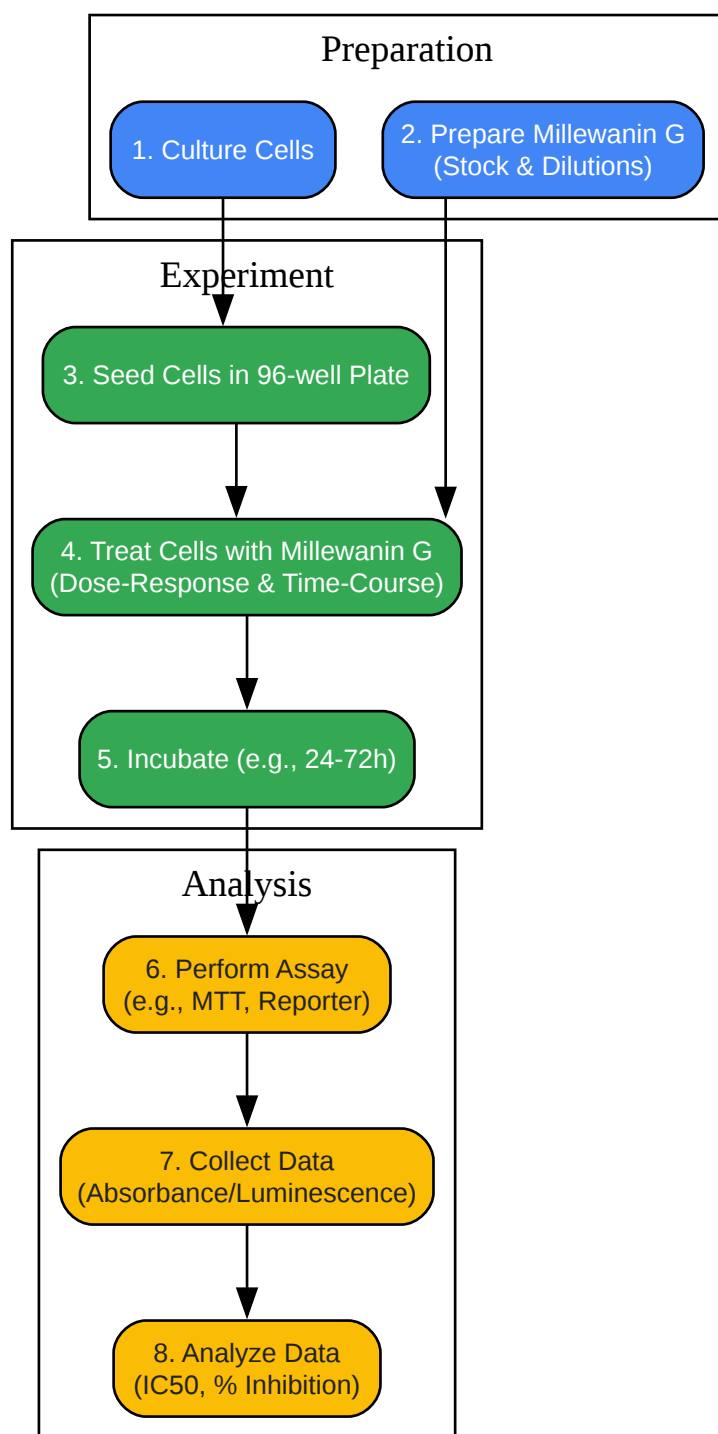 Preparation
1. Culture Cells
2. Prepare Millewanin G
(Stock & Dilutions)
Experiment
3. Seed Cells in 96-well Plate
4. Treat Cells with Millewanin G
(Dose-Response & Time-Course)
5. Incubate (e.g., 24-72h)
Analysis
6. Perform Assay
(e.g., MTT, Reporter)
7. Collect Data
(Absorbance/Luminescence)
8. Analyze Data
(IC50, % Inhibition)